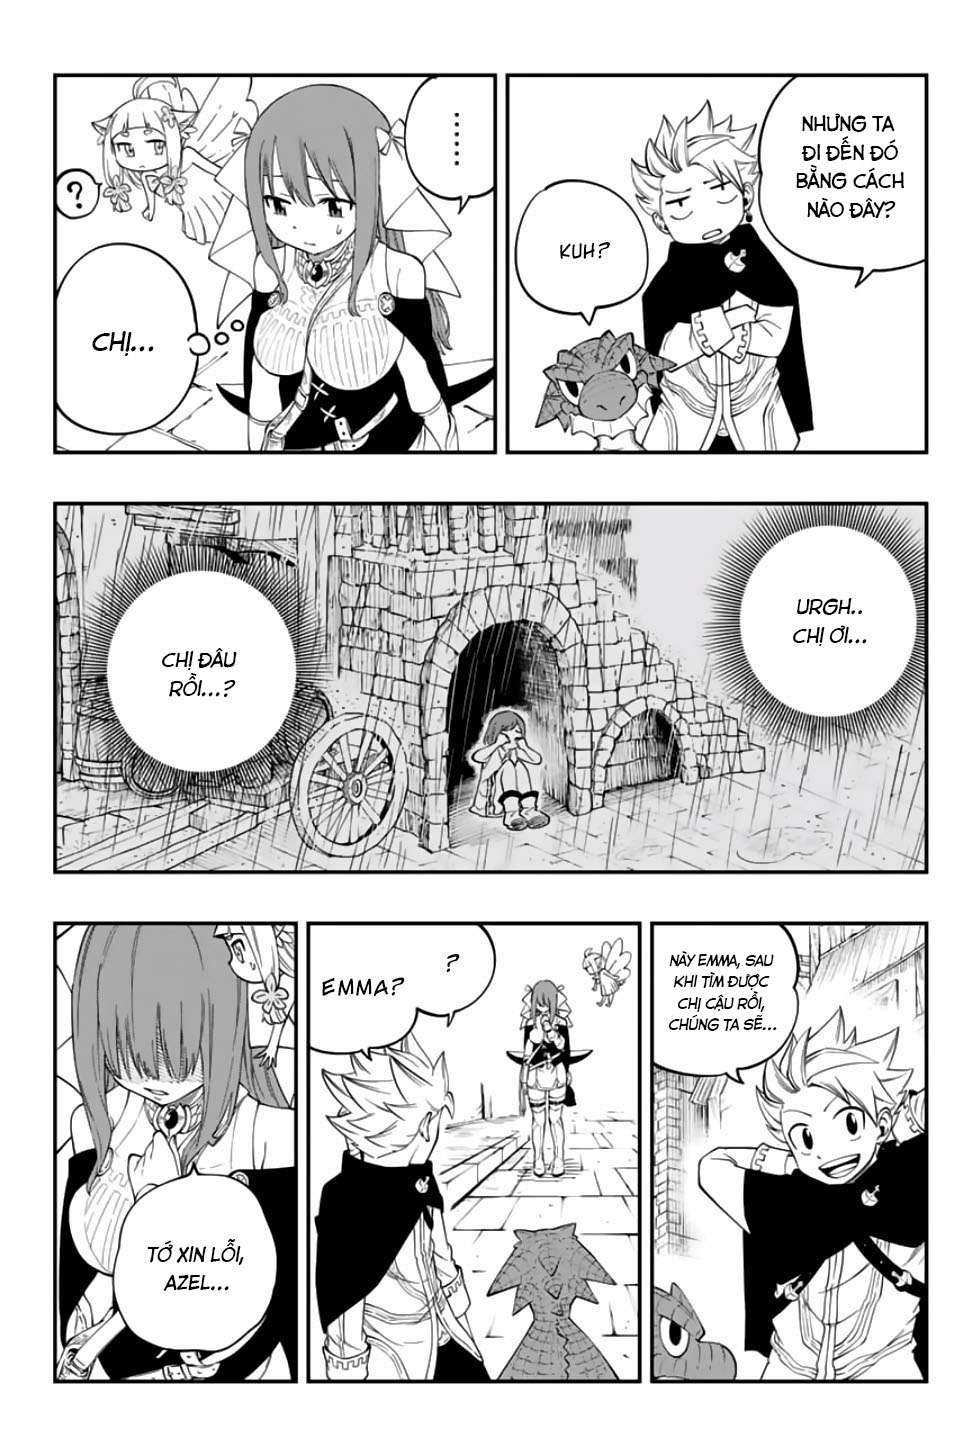 NHƯNG TA
ĐI ĐẾN ĐÓ
BẰNG CÁCH
NÀO ĐÂY?
KUH?
........
?
CHỊ...
URGH..
CHỊ ƠI...
CHỊ ĐÂU
RỒI...?
NÀY EMMA, SAU
KHI TÌM ĐƯỢC
CHỊ CẬU RỒI,
CHÚNG TA SẼ...
?
EMMA?
TỚ XIN LỖI,
AZEL...